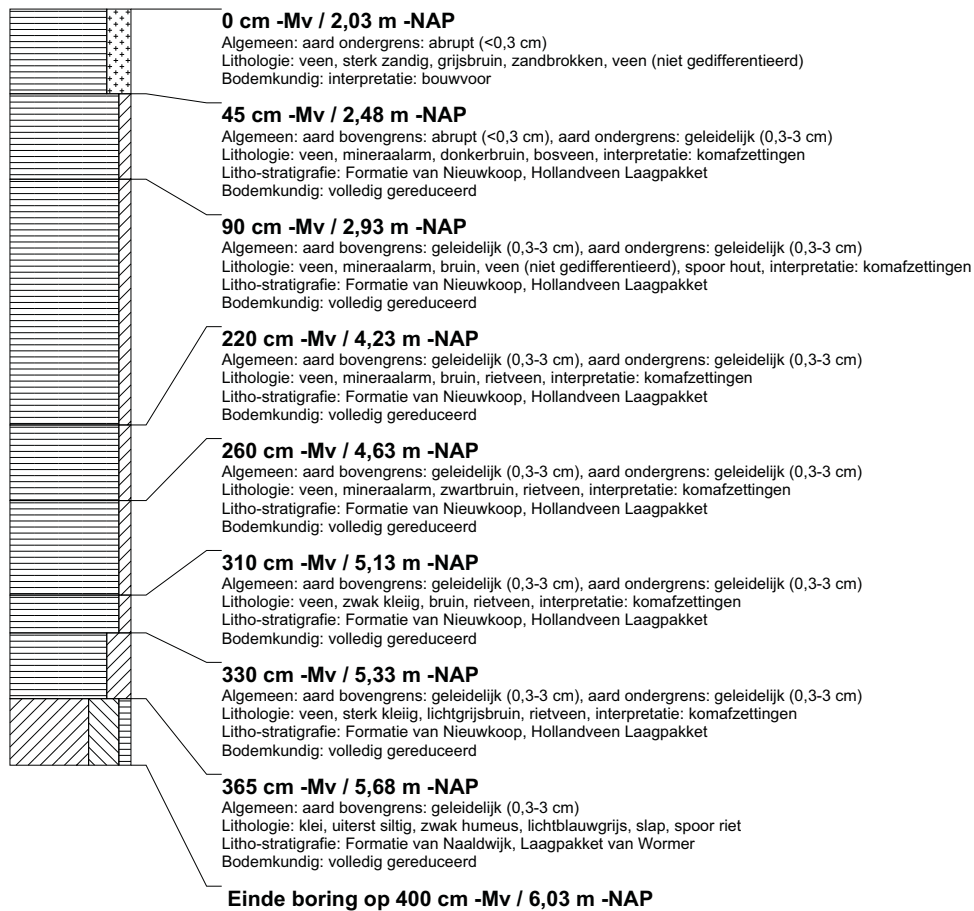 0 cm -Mv / 2,03 m -NAP
Algemeen: aard ondergrens: abrupt (<0,3 cm)
Lithologie: veen, sterk zandig, grijsbruin, zandbrokken, veen (niet gedifferentieerd)
Bodemkundig: interpretatie: bouwvoor
45 cm -Mv / 2,48 m -NAP
Algemeen: aard bovengrens: abrupt (<0,3 cm), aard ondergrens: geleidelijk (0,3-3 cm)
Lithologie: veen, mineraalarm, donkerbruin, bosveen, interpretatie: komafzettingen
Litho-stratigrafie: Formatie van Nieuwkoop, Hollandveen Laagpakket
Bodemkundig: volledig gereduceerd
90 cm -Mv / 2,93 m -NAP
Algemeen: aard bovengrens: geleidelijk (0,3-3 cm), aard ondergrens: geleidelijk (0,3-3 cm)
Lithologie: veen, mineraalarm, bruin, veen (niet gedifferentieerd), spoor hout, interpretatie: komafzettingen
Litho-stratigrafie: Formatie van Nieuwkoop, Hollandveen Laagpakket
Bodemkundig: volledig gereduceerd
220 cm -Mv / 4,23 m -NAP
Algemeen: aard bovengrens: geleidelijk (0,3-3 cm), aard ondergrens: geleidelijk (0,3-3 cm)
Lithologie: veen, mineraalarm, bruin, rietveen, interpretatie: komafzettingen
Litho-stratigrafie: Formatie van Nieuwkoop, Hollandveen Laagpakket
Bodemkundig: volledig gereduceerd
260 cm -Mv / 4,63 m -NAP
Algemeen: aard bovengrens: geleidelijk (0,3-3 cm), aard ondergrens: geleidelijk (0,3-3 cm)
Lithologie: veen, mineraalarm, zwartbruin, rietveen, interpretatie: komafzettingen
Litho-stratigrafie: Formatie van Nieuwkoop, Hollandveen Laagpakket
Bodemkundig: volledig gereduceerd
310 cm -Mv / 5,13 m -NAP
Algemeen: aard bovengrens: geleidelijk (0,3-3 cm), aard ondergrens: geleidelijk (0,3-3 cm)
Lithologie: veen, zwak kleiig, bruin, rietveen, interpretatie: komafzettingen
Litho-stratigrafie: Formatie van Nieuwkoop, Hollandveen Laagpakket
Bodemkundig: volledig gereduceerd
330 cm -Mv / 5,33 m -NAP
Algemeen: aard bovengrens: geleidelijk (0,3-3 cm), aard ondergrens: geleidelijk (0,3-3 cm)
Lithologie: veen, sterk kleiig, lichtgrijsbruin, rietveen, interpretatie: komafzettingen
Litho-stratigrafie: Formatie van Nieuwkoop, Hollandveen Laagpakket
Bodemkundig: volledig gereduceerd
365 cm -Mv / 5,68 m -NAP
Algemeen: aard bovengrens: geleidelijk (0,3-3 cm)
Lithologie: klei, uiterst siltig, zwak humeus, lichtblauwgrijs, slap, spoor riet
Litho-stratigrafie: Formatie van Naaldwijk, Laagpakket van Wormer
Bodemkundig: volledig gereduceerd
Einde boring op 400 cm -Mv / 6,03 m -NAP